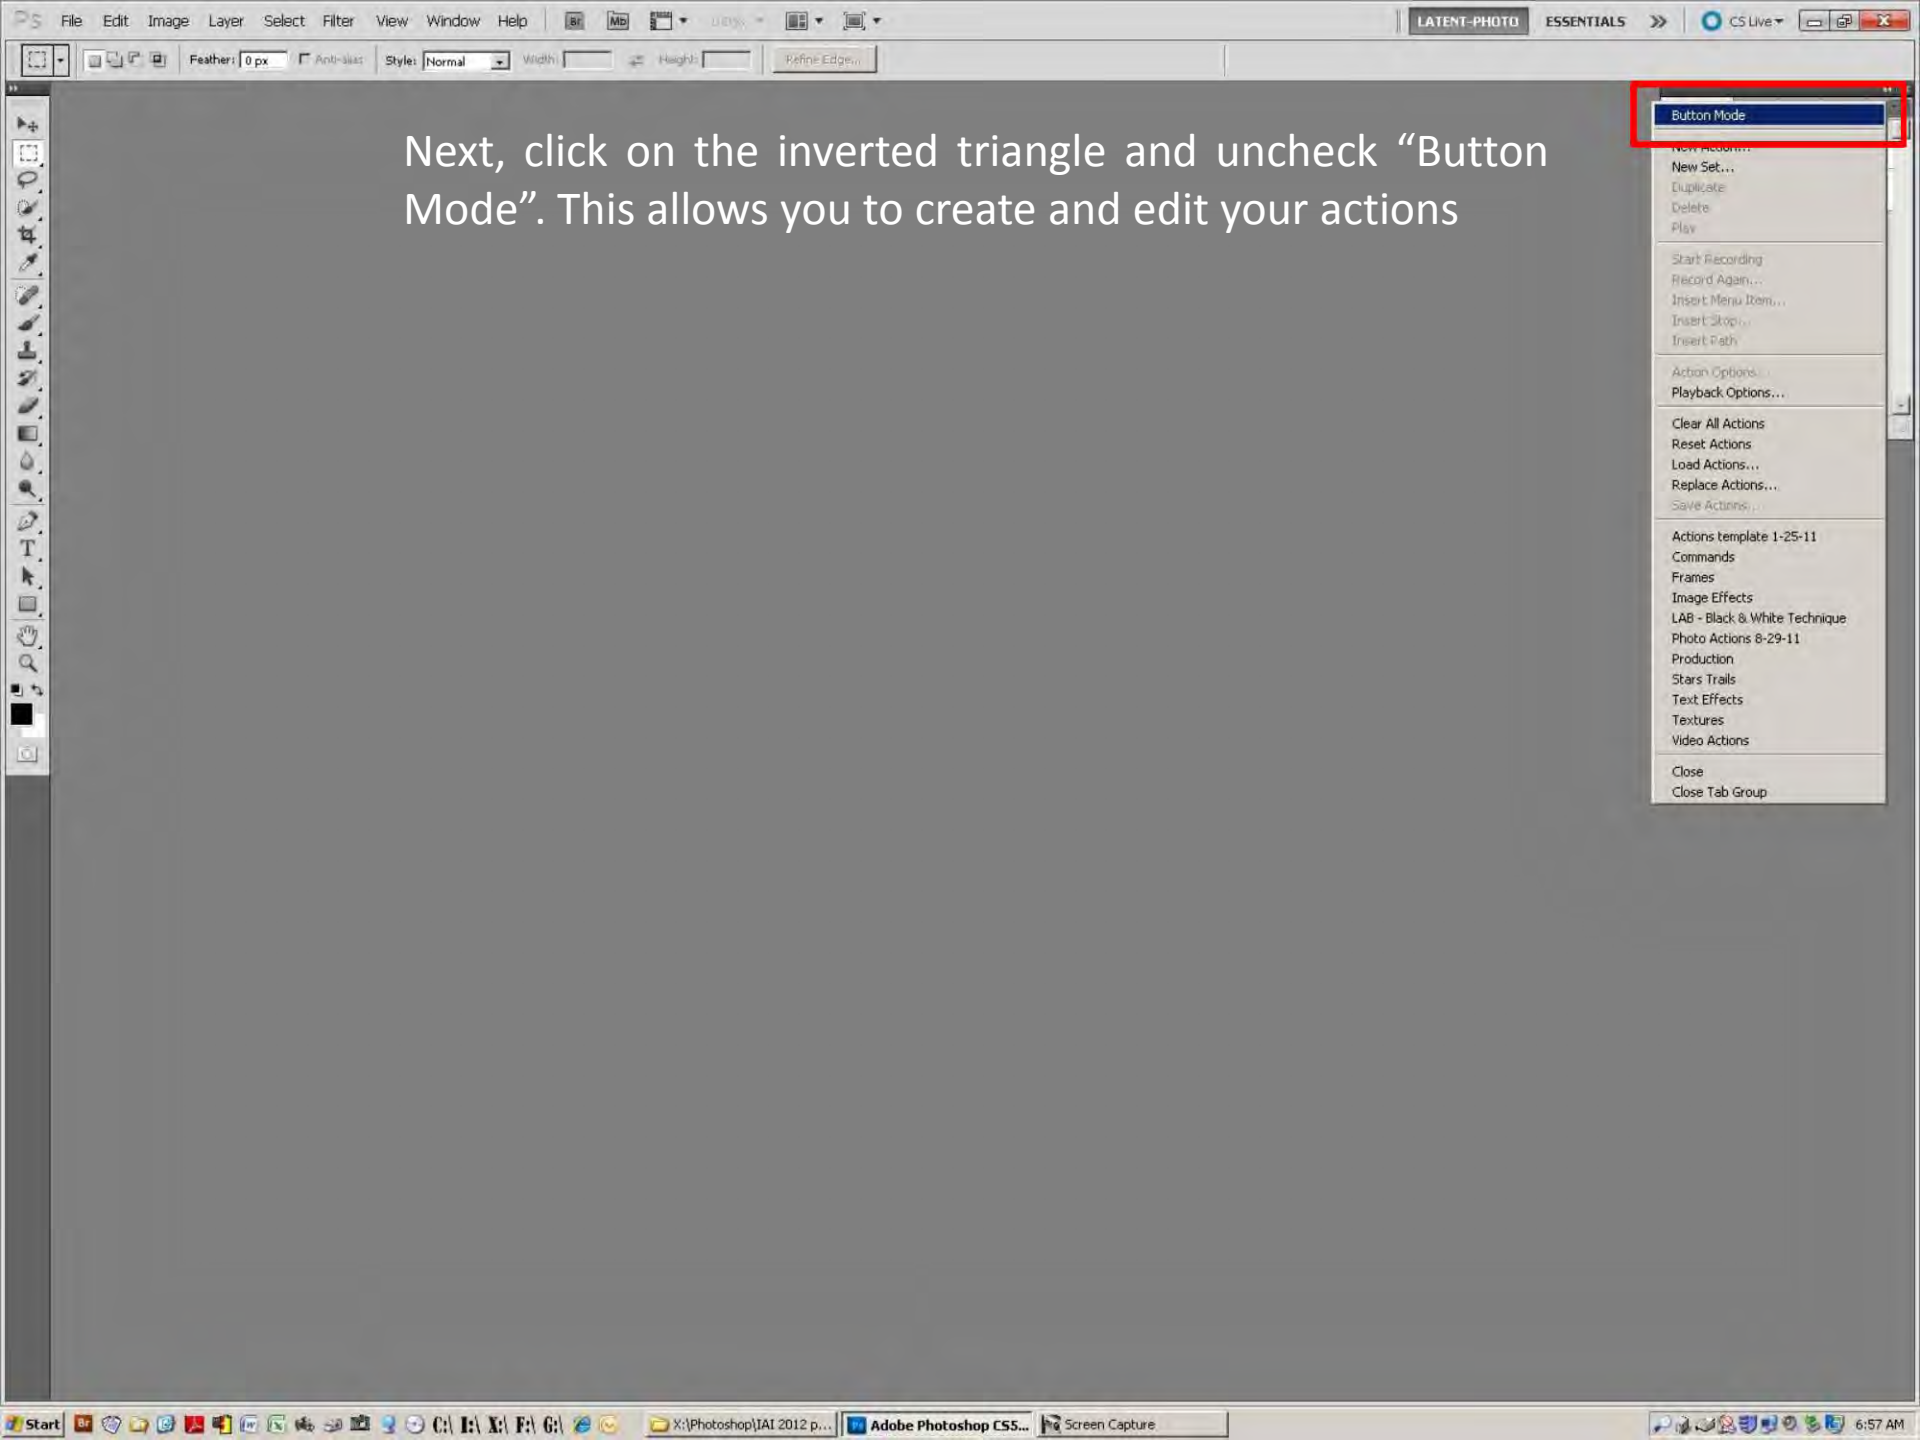 Ps File Edit Image Layer Select Filter View Window Help Br Mb
LATENT-PHOTO ESSENTIALS >> CS Live
Feather: 0 px Anti-alias Style: Normal Width: Height: Refine Edge...
Next, click on the inverted triangle and uncheck “Button
Mode”. This allows you to create and edit your actions
Button Mode
New Action...
New Set...
Duplicate
Delete
Play
Start Recording
Record Again...
Insert Menu Item...
Insert Stop...
Insert Path
Action Options...
Playback Options...
Clear All Actions
Reset Actions
Load Actions...
Replace Actions...
Save Actions...
Actions template 1-25-11
Commands
Frames
Image Effects
LAB - Black & White Technique
Photo Actions 8-29-11
Production
Stars Trails
Text Effects
Textures
Video Actions
Close
Close Tab Group
Start Br C:\ I:\ X:\ F:\ G:\ X:\Photoshop\IAI 2012 p... Adobe Photoshop CS5... Screen Capture 6:57 AM